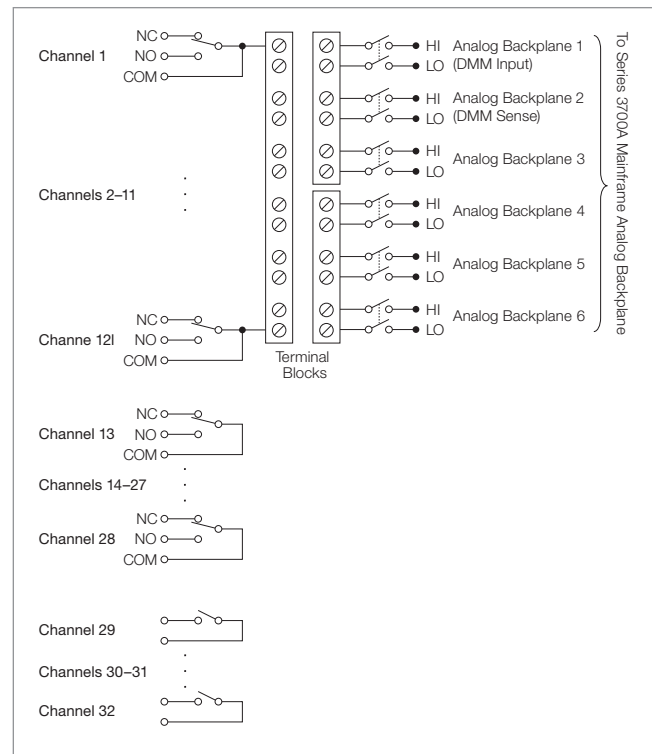 Channel 1
NC
NO
COM
HI Analog Backplane 1
LO (DMM Input)
HI Analog Backplane 2
LO (DMM Sense)
HI
LO
Analog Backplane 3
HI
LO
Analog Backplane 4
HI
LO
Analog Backplane 5
HI
LO
Analog Backplane 6
To Series 3700A Mainframe Analog Backplane
Channels 2–11
Channe 12l
NC
NO
COM
Terminal
Blocks
Channel 13
NC
NO
COM
Channels 14–27
Channel 28
NC
NO
COM
Channel 29
Channels 30–31
Channel 32